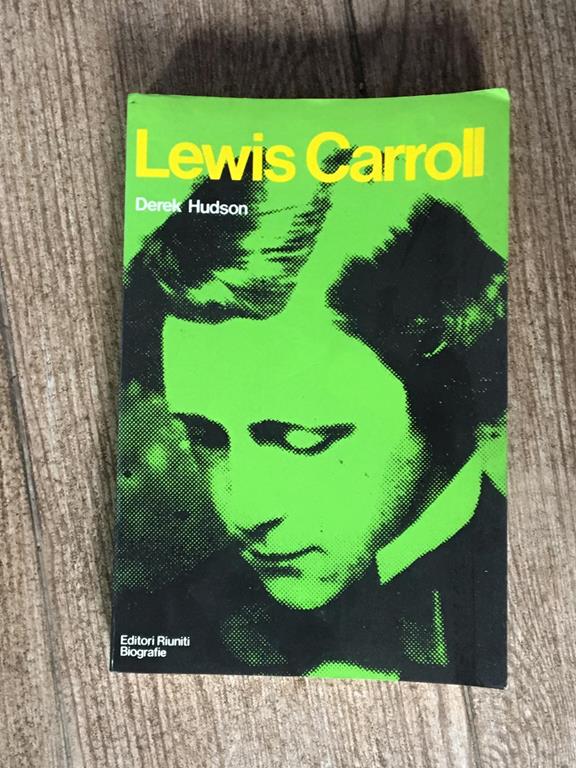 Lewis Carroll
Derek Hudson
Editori Riuniti
Biografie